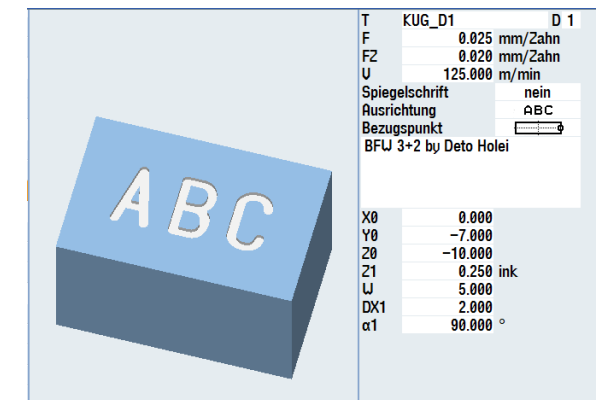 T KUG_D1 D 1
F 0.025 mm/Zahn
FZ 0.020 mm/Zahn
V 125.000 m/min
Spiegelschrift nein
Ausrichtung ABC
Bezugspunkt
BFW 3+2 by Deto Holei
X0 0.000
Y0 -7.000
Z0 -10.000
Z1 0.250 ink
W 5.000
DX1 2.000
α1 90.000 °
ABC